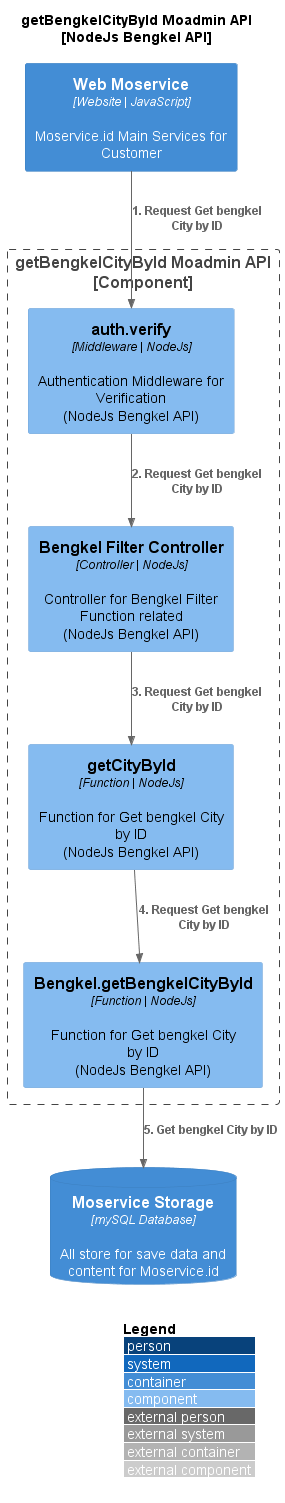 getBengkelCityById Moadmin API
[NodeJs Bengkel API]
Web Moservice
[Website | JavaScript]
Moservice.id Main Services for
Customer
1. Request Get bengkel
City by ID
getBengkelCityById Moadmin API
[Component]
auth.verify
[Middleware | NodeJs]
Authentication Middleware for
Verification
(NodeJs Bengkel API)
2. Request Get bengkel
City by ID
Bengkel Filter Controller
[Controller | NodeJs]
Controller for Bengkel Filter
Function related
(NodeJs Bengkel API)
3. Request Get bengkel
City by ID
getCityById
[Function | NodeJs]
Function for Get bengkel City
by ID
(NodeJs Bengkel API)
4. Request Get bengkel
City by ID
Bengkel.getBengkelCityById
[Function | NodeJs]
Function for Get bengkel City
by ID
(NodeJs Bengkel API)
5. Get bengkel City by ID
Moservice Storage
[mySQL Database]
All store for save data and
content for Moservice.id
Legend
person
system
container
component
external person
external system
external container
external component